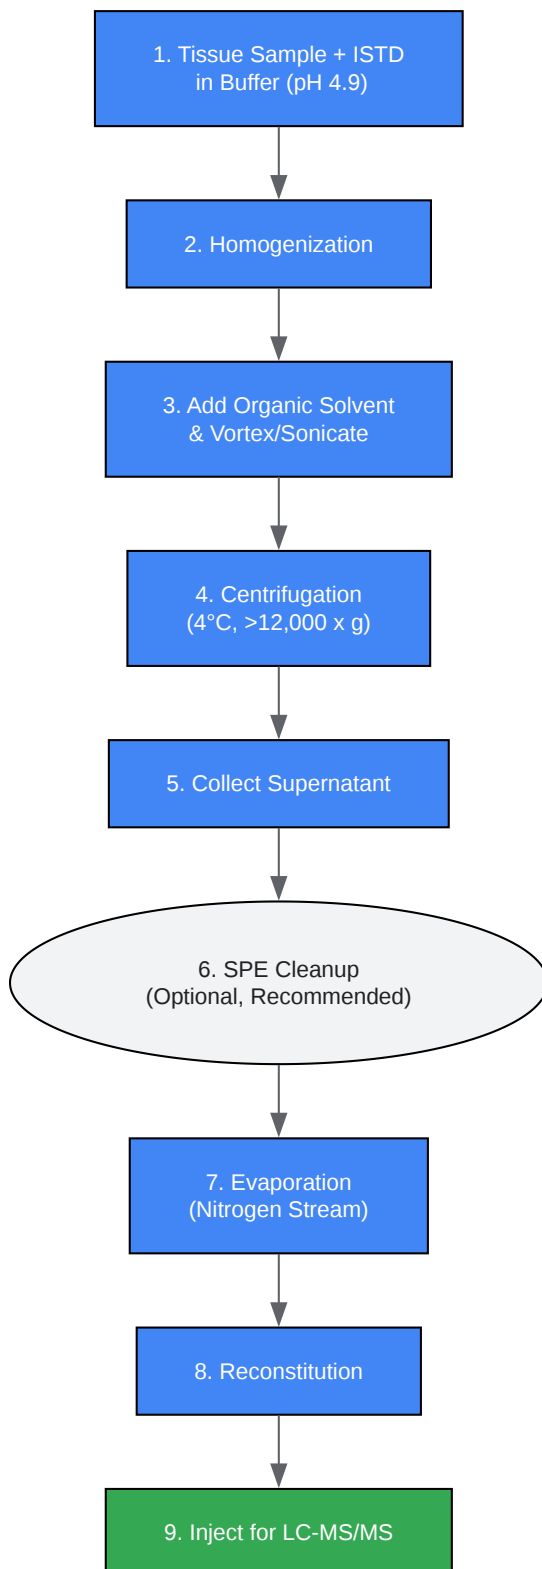 1. Tissue Sample + ISTD
in Buffer (pH 4.9)
2. Homogenization
3. Add Organic Solvent
& Vortex/Sonicate
4. Centrifugation
(4°C, >12,000 x g)
5. Collect Supernatant
6. SPE Cleanup
(Optional, Recommended)
7. Evaporation
(Nitrogen Stream)
8. Reconstitution
9. Inject for LC-MS/MS